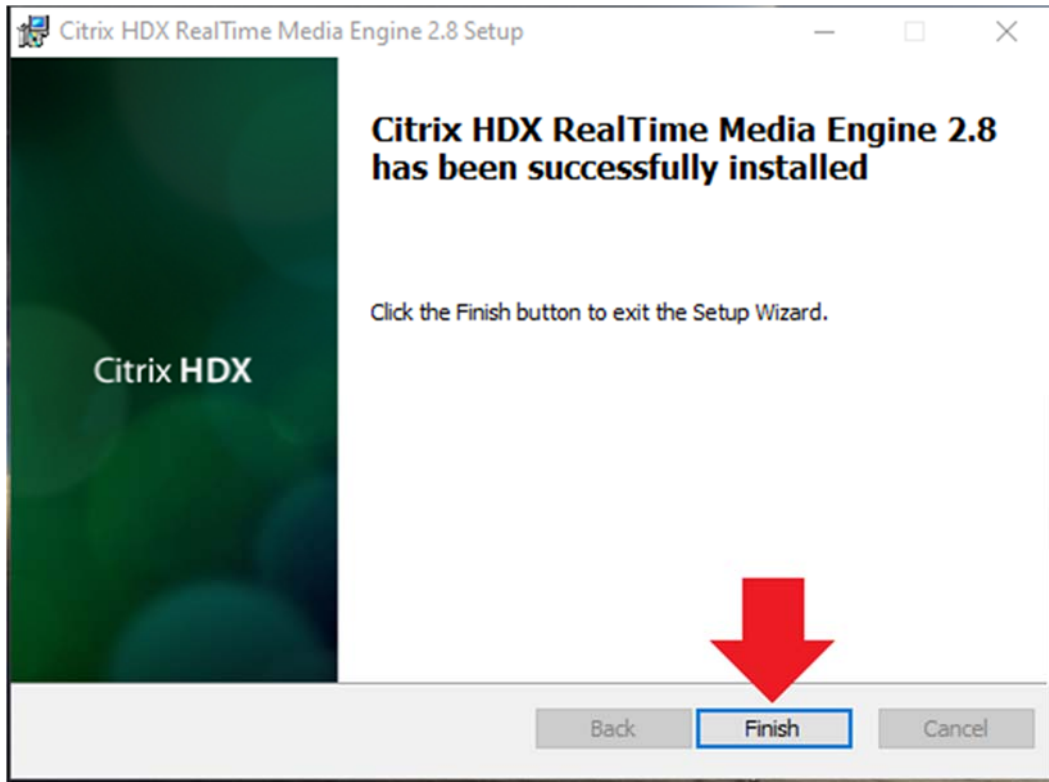 Citrix HDX RealTime Media Engine 2.8 Setup
Citrix HDX RealTime Media Engine 2.8
has been successfully installed
Click the Finish button to exit the Setup Wizard.
Citrix HDX
Back
Finish
Cancel